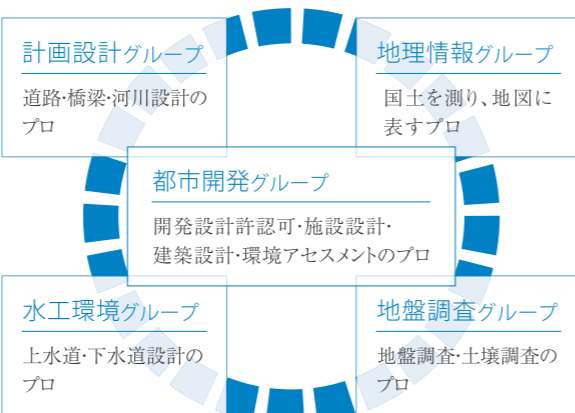 計画設計グループ
道路・橋梁・河川設計の
プロ
地理情報グループ
国土を測り、地図に
表すプロ
都市開発グループ
開発設計許認可・施設設計・
建築設計・環境アセスメントのプロ
水工環境グループ
上水道・下水道設計の
プロ
地盤調査グループ
地盤調査・土壌調査の
プロ